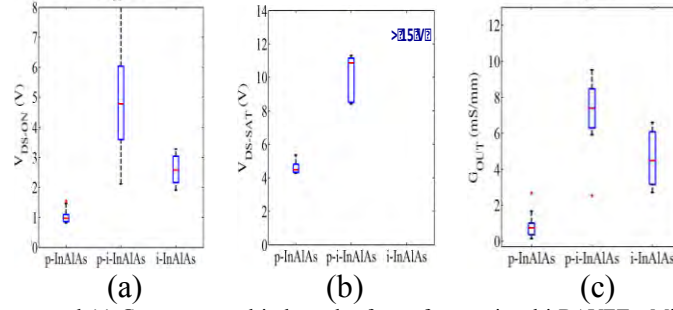 8
7
6
5
4
3
2
1
0
V_DS-ON (V)
p-InAlAs p-i-InAlAs i-InAlAs
(a)
14
12
10
8
6
4
2
0
V_DS-SAT (V)
p-InAlAs p-i-InAlAs i-InAlAs
(b)
10
8
6
4
2
0
G_OUT (mS/mm)
p-InAlAs p-i-InAlAs i-InAlAs
(c)